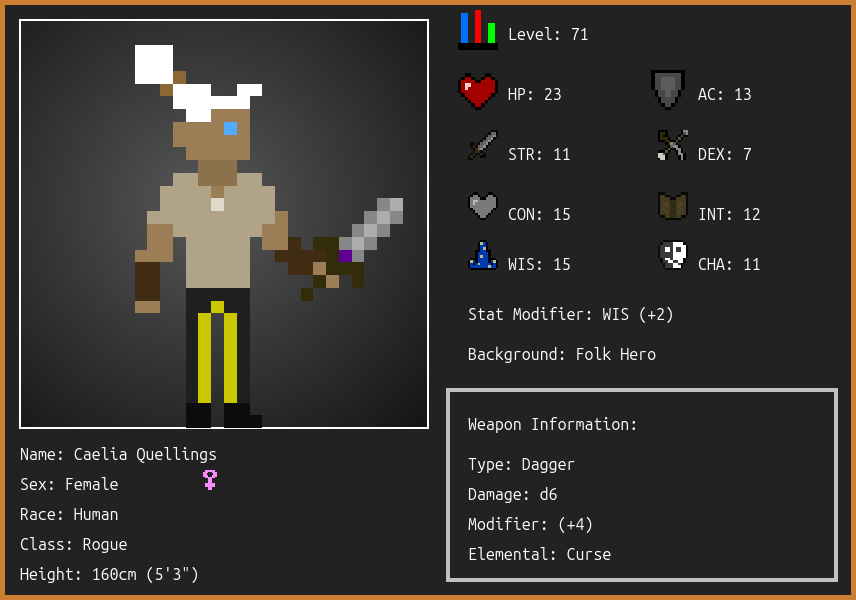 Level: 71
HP: 23
AC: 13
STR: 11
DEX: 7
CON: 15
INT: 12
WIS: 15
CHA: 11
Stat Modifier: WIS (+2)
Background: Folk Hero
Weapon Information:
Type: Dagger
Damage: d6
Modifier: (+4)
Elemental: Curse
Name: Caelia Quellings
Sex: Female
Race: Human
Class: Rogue
Height: 160cm (5'3")